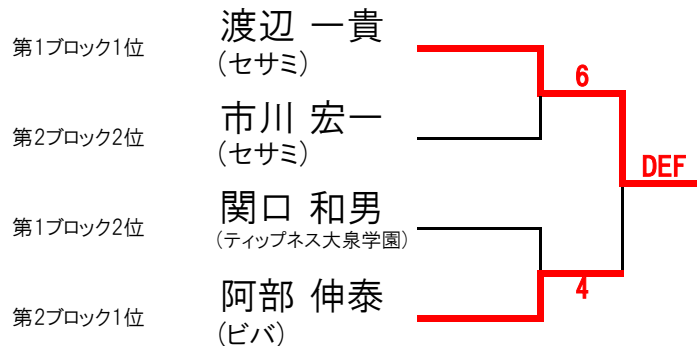 第1ブロック1位 渡辺 一貴
(セサミ)
6
第2ブロック2位 市川 宏一
(セサミ)
DEF
第1ブロック2位 関口 和男
(ティップネス大泉学園)
4
第2ブロック1位 阿部 伸泰
(ビバ)